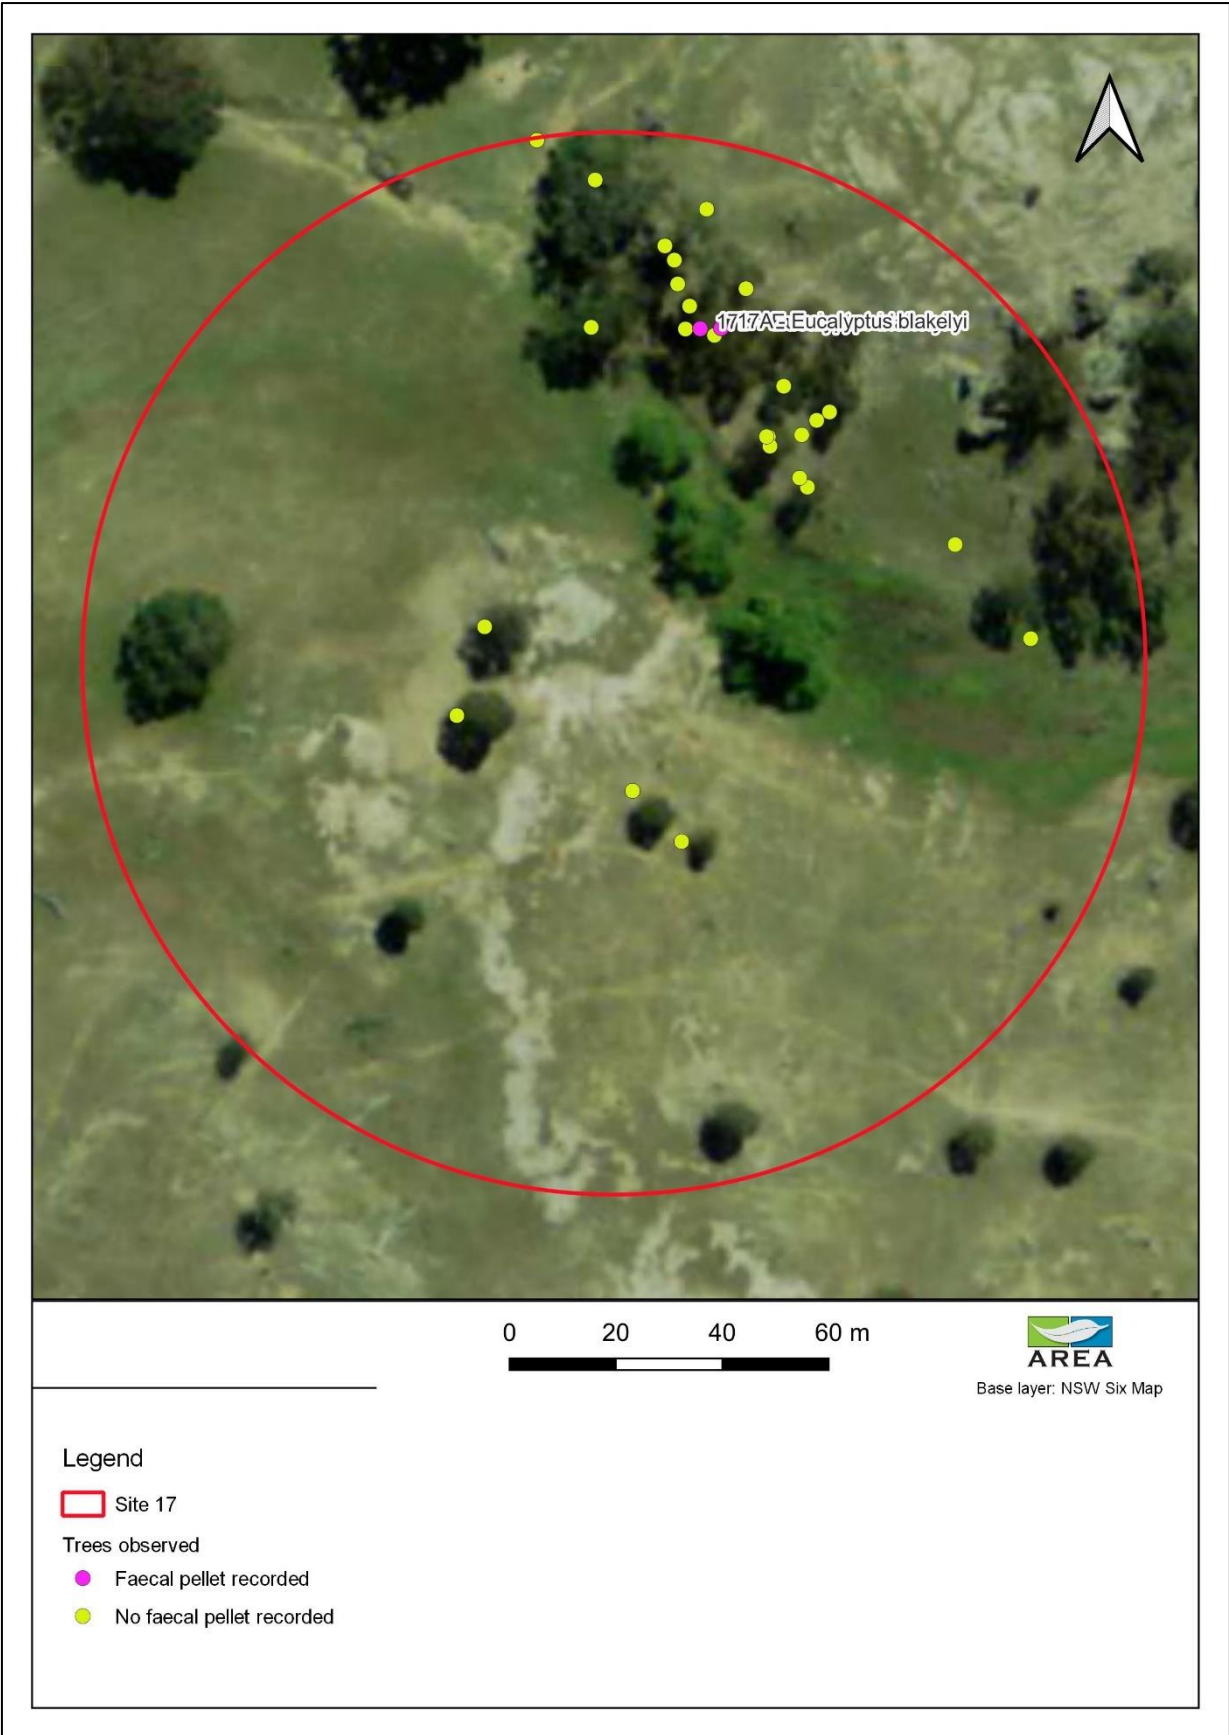 Eucalyptus blakelyi
0 20 40 60 m
AREA
Base layer: NSW Six Map
Legend
Site 17
Trees observed
Faecal pellet recorded
No faecal pellet recorded